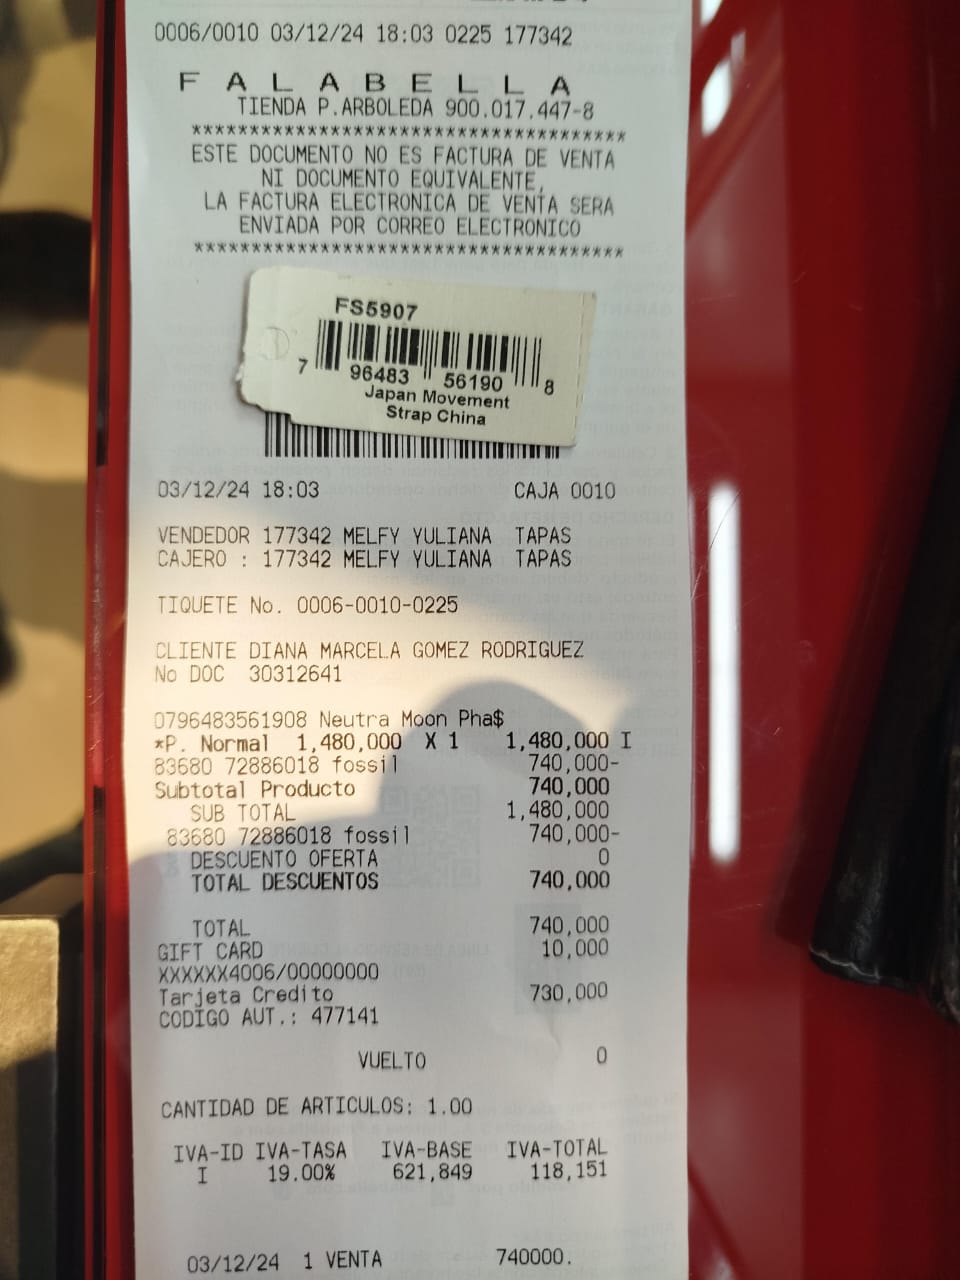 0006/0010 03/12/24 18:03 0225 177342
F A L A B E L L A
TIENDA P.ARBOLEDA 900.017.447-8
**************************************
ESTE DOCUMENTO NO ES FACTURA DE VENTA
NI DOCUMENTO EQUIVALENTE,
LA FACTURA ELECTRONICA DE VENTA SERA
ENVIADA POR CORREO ELECTRONICO
**************************************
FS5907
7 96483 56190 8
Japan Movement
Strap China
03/12/24 18:03 CAJA 0010
VENDEDOR 177342 MELFY YULIANA TAPAS
CAJERO : 177342 MELFY YULIANA TAPAS
TIQUETE No. 0006-0010-0225
CLIENTE DIANA MARCELA GOMEZ RODRIGUEZ
No DOC 30312641
0796483561908 Neutra Moon Pha$
*P. Normal 1,480,000 X 1 1,480,000 I
83680 72886018 fossil 740,000-
Subtotal Producto 740,000
SUB TOTAL 1,480,000
83680 72886018 fossil 740,000-
DESCUENTO OFERTA 0
TOTAL DESCUENTOS 740,000
TOTAL 740,000
GIFT CARD 10,000
XXXXXX4006/00000000
Tarjeta Credito 730,000
CODIGO AUT.: 477141
VUELTO 0
CANTIDAD DE ARTICULOS: 1.00
IVA-ID IVA-TASA IVA-BASE IVA-TOTAL
I 19.00% 621,849 118,151
03/12/24 1 VENTA 740000.